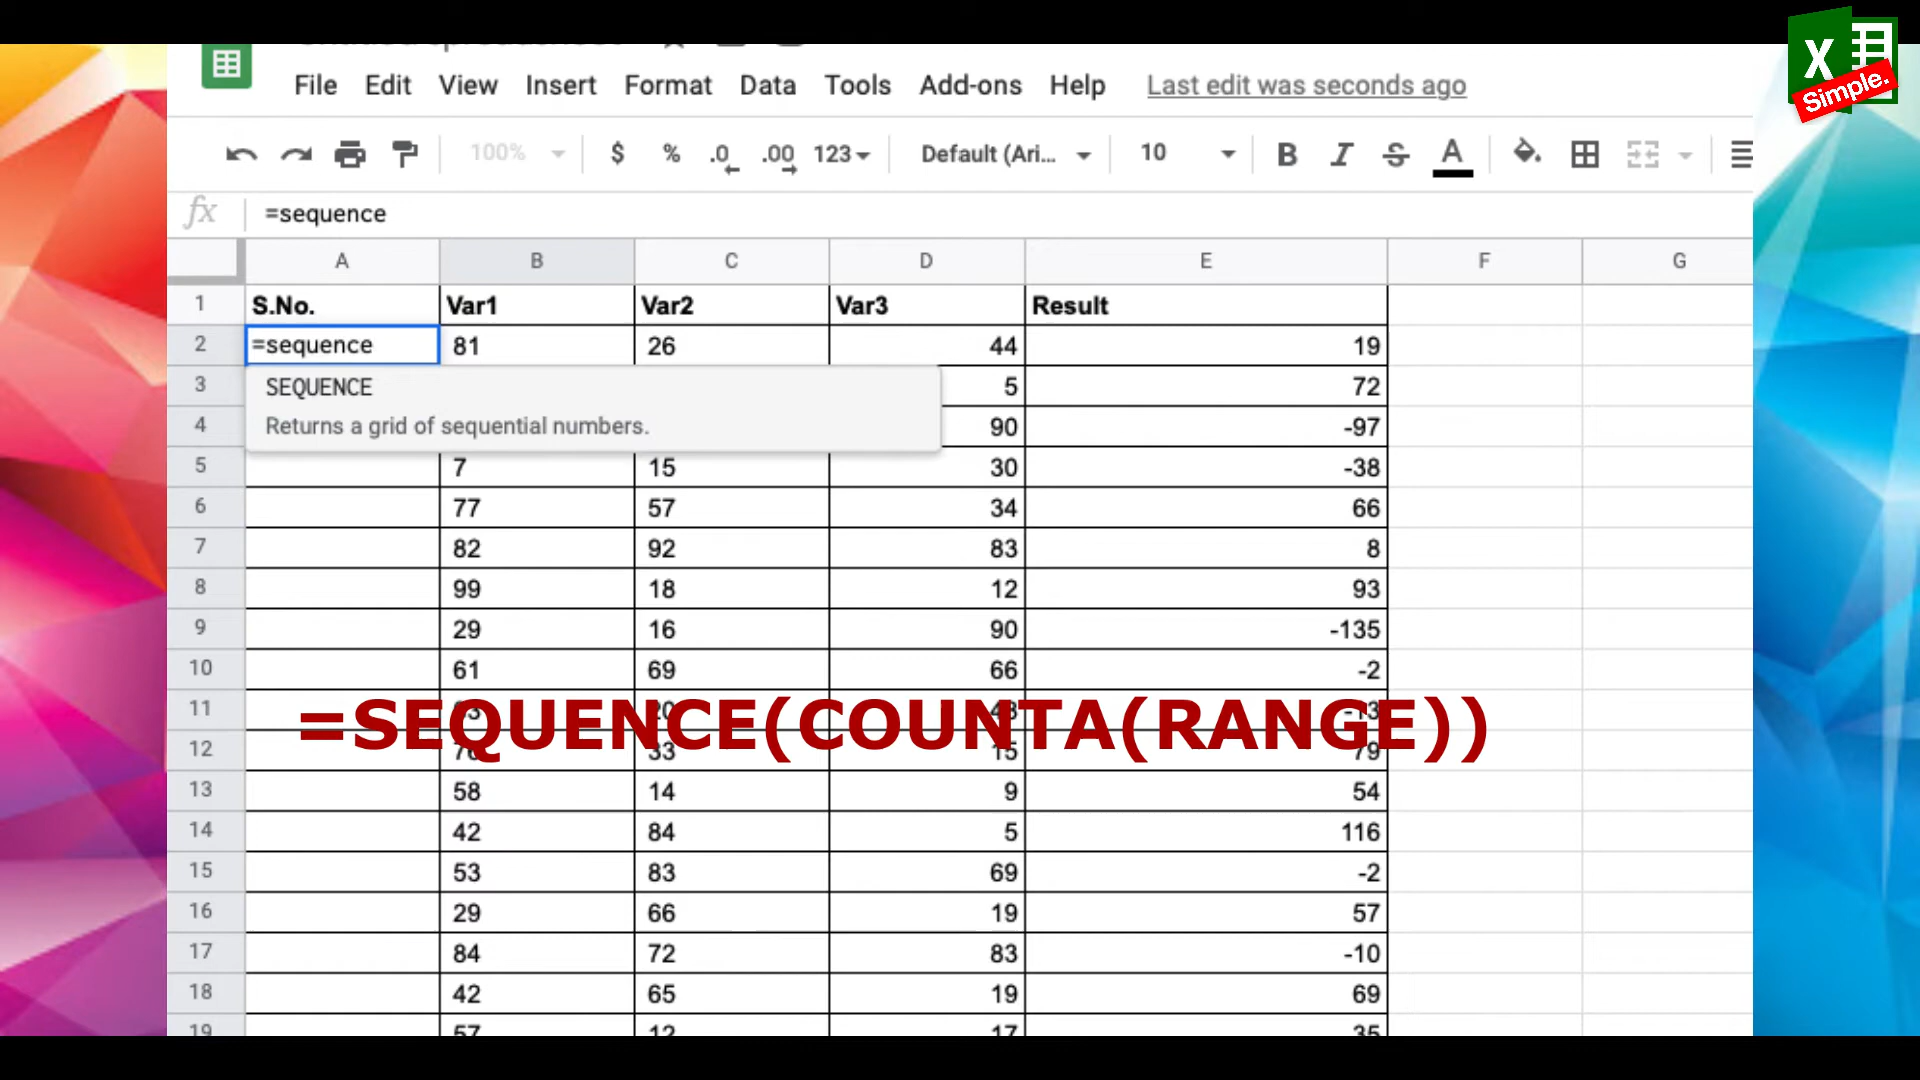 X
Simple.
File Edit View Insert Format Data Tools Add-ons Help Last edit was seconds ago
100% $ % .0 .00 123 Default (Ari... 10 B I S A
fx =sequence
A B C D E F G
1 S.No. Var1 Var2 Var3 Result
2 =sequence 81 26 44 19
3 SEQUENCE 5 72
4 Returns a grid of sequential numbers. 90 -97
5 7 15 30 -38
6 77 57 34 66
7 82 92 83 8
8 99 18 12 93
9 29 16 90 -135
10 61 69 66 -2
11
=SEQUENCE(COUNTA(RANGE))
12 33 15 79
13 58 14 9 54
14 42 84 5 116
15 53 83 69 -2
16 29 66 19 57
17 84 72 83 -10
18 42 65 19 69
19 57 12 17 35